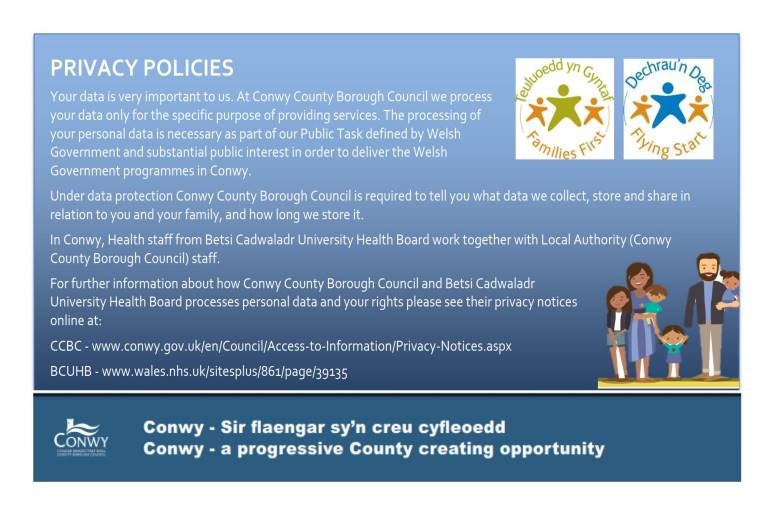 PRIVACY POLICIES
Your data is very important to us. At Conwy County Borough Council we process
your data only for the specific purpose of providing services. The processing of
your personal data is necessary as part of our Public Task defined by Welsh
Government and substantial public interest in order to deliver the Welsh
Government programmes in Conwy.
Teuluoedd yn Gyntaf
Families First
Dechrau'n Deg
Flying Start
Under data protection Conwy County Borough Council is required to tell you what data we collect, store and share in
relation to you and your family, and how long we store it.
In Conwy, Health staff from Betsi Cadwaladr University Health Board work together with Local Authority (Conwy
County Borough Council) staff.
For further information about how Conwy County Borough Council and Betsi Cadwaladr
University Health Board processes personal data and your rights please see their privacy notices
online at:
CCBC - www.conwy.gov.uk/en/Council/Access-to-Information/Privacy-Notices.aspx
BCUHB - www.wales.nhs.uk/sitesplus/861/page/39135
CONWY
Conwy - Sir flaengar sy'n creu cyfleoedd
Conwy - a progressive County creating opportunity